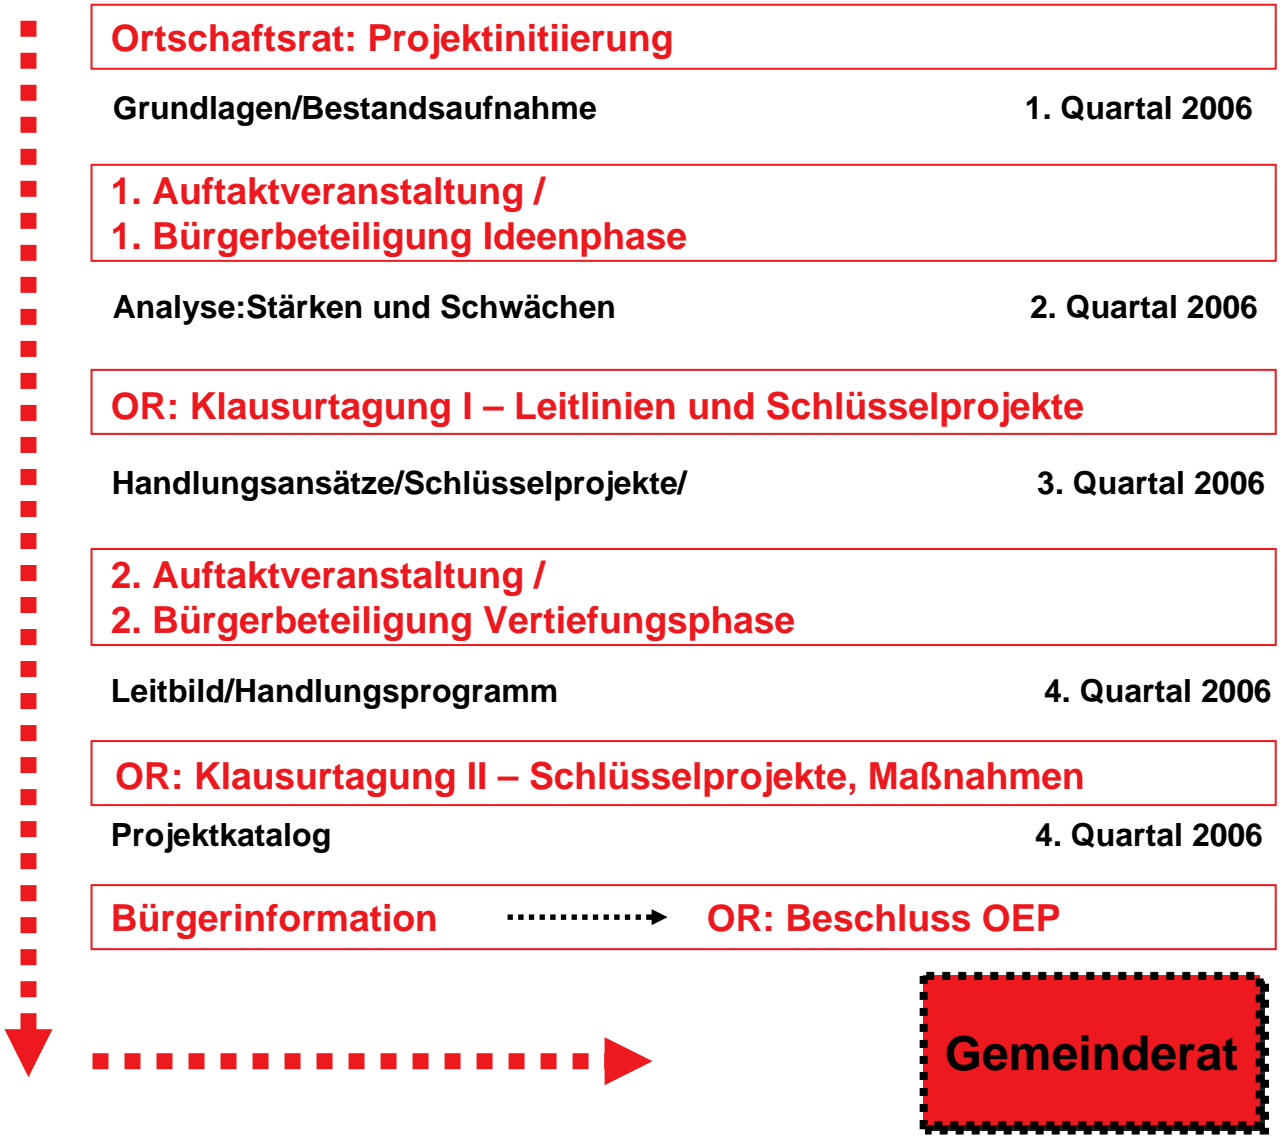 Ortschaftsrat: Projektinitiierung
Grundlagen/Bestandsaufnahme 1. Quartal 2006
1. Auftaktveranstaltung /
1. Bürgerbeteiligung Ideenphase
Analyse:Stärken und Schwächen 2. Quartal 2006
OR: Klausurtagung I – Leitlinien und Schlüsselprojekte
Handlungsansätze/Schlüsselprojekte/ 3. Quartal 2006
2. Auftaktveranstaltung /
2. Bürgerbeteiligung Vertiefungsphase
Leitbild/Handlungsprogramm 4. Quartal 2006
OR: Klausurtagung II – Schlüsselprojekte, Maßnahmen
Projektkatalog 4. Quartal 2006
Bürgerinformation OR: Beschluss OEP
Gemeinderat